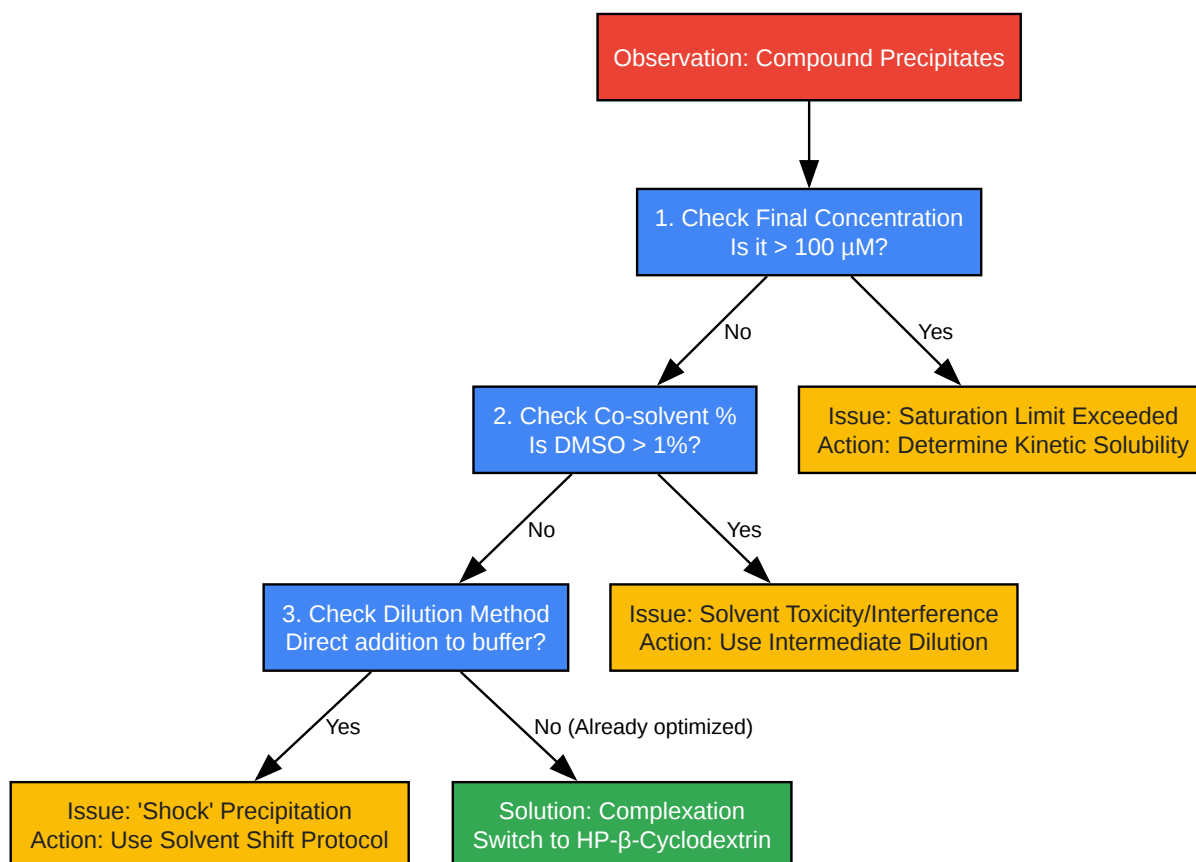 Observation: Compound Precipitates
1. Check Final Concentration
Is it > 100 µM?
No
Yes
2. Check Co-solvent %
Is DMSO > 1%?
Issue: Saturation Limit Exceeded
Action: Determine Kinetic Solubility
No
Yes
3. Check Dilution Method
Direct addition to buffer?
Issue: Solvent Toxicity/Interference
Action: Use Intermediate Dilution
Yes
No (Already optimized)
Issue: 'Shock' Precipitation
Action: Use Solvent Shift Protocol
Solution: Complexation
Switch to HP-β-Cyclodextrin